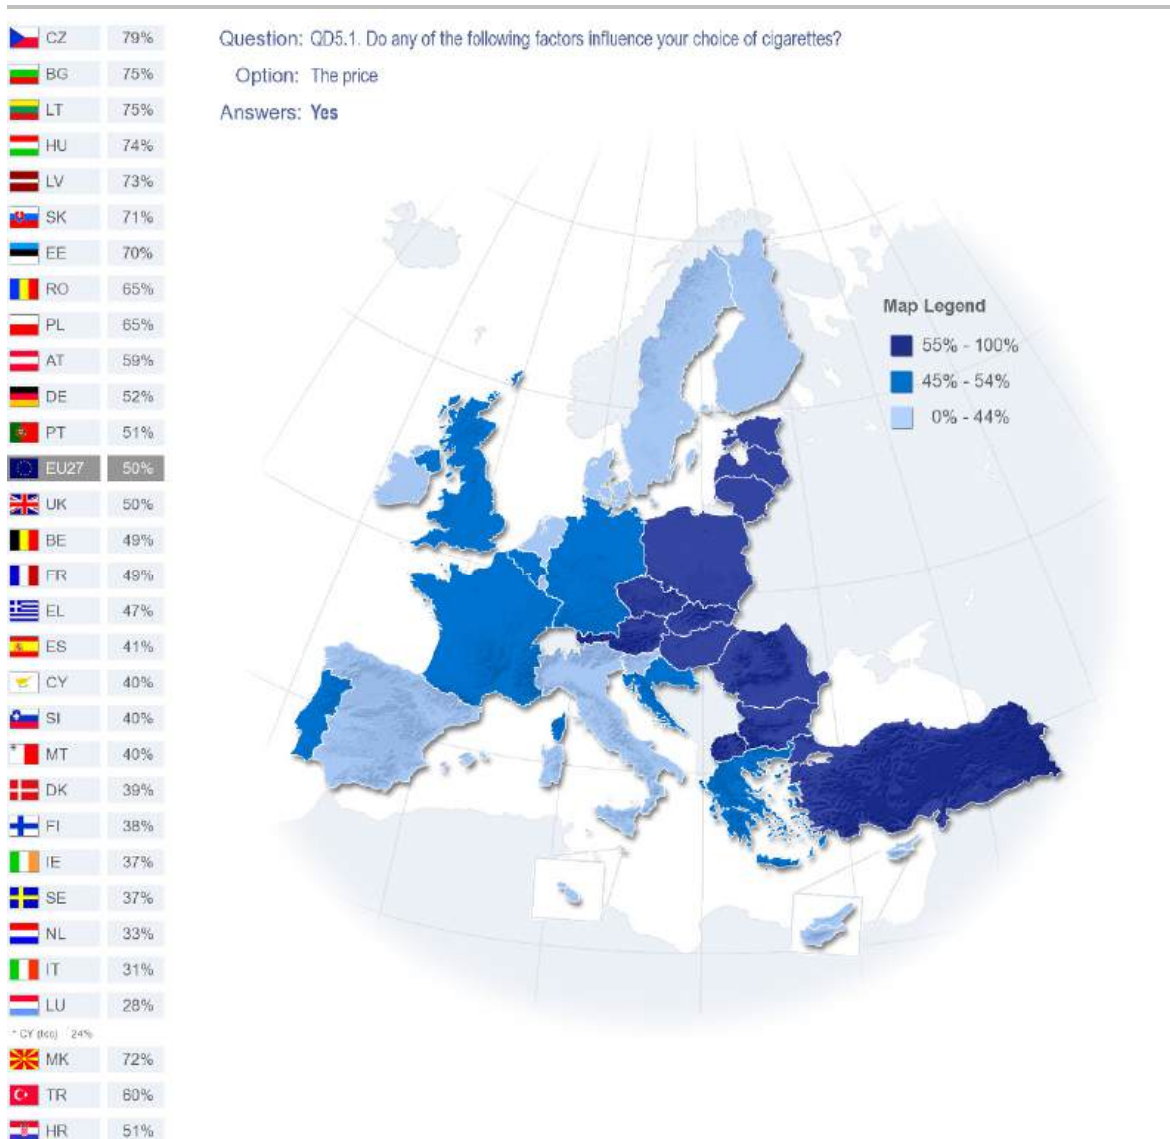 CZ 79%
BG 75%
LT 75%
HU 74%
LV 73%
SK 71%
EE 70%
RO 65%
PL 65%
AT 59%
DE 52%
PT 51%
EU27 50%
UK 50%
BE 49%
FR 49%
EL 47%
ES 41%
CY 40%
SI 40%
MT 40%
DK 39%
FI 38%
IE 37%
SE 37%
NL 33%
IT 31%
LU 28%
* CY (tcc) 24%
MK 72%
TR 60%
HR 51%
Question: QD5.1. Do any of the following factors influence your choice of cigarettes?
Option: The price
Answers: Yes
Map Legend
55% - 100%
45% - 54%
0% - 44%